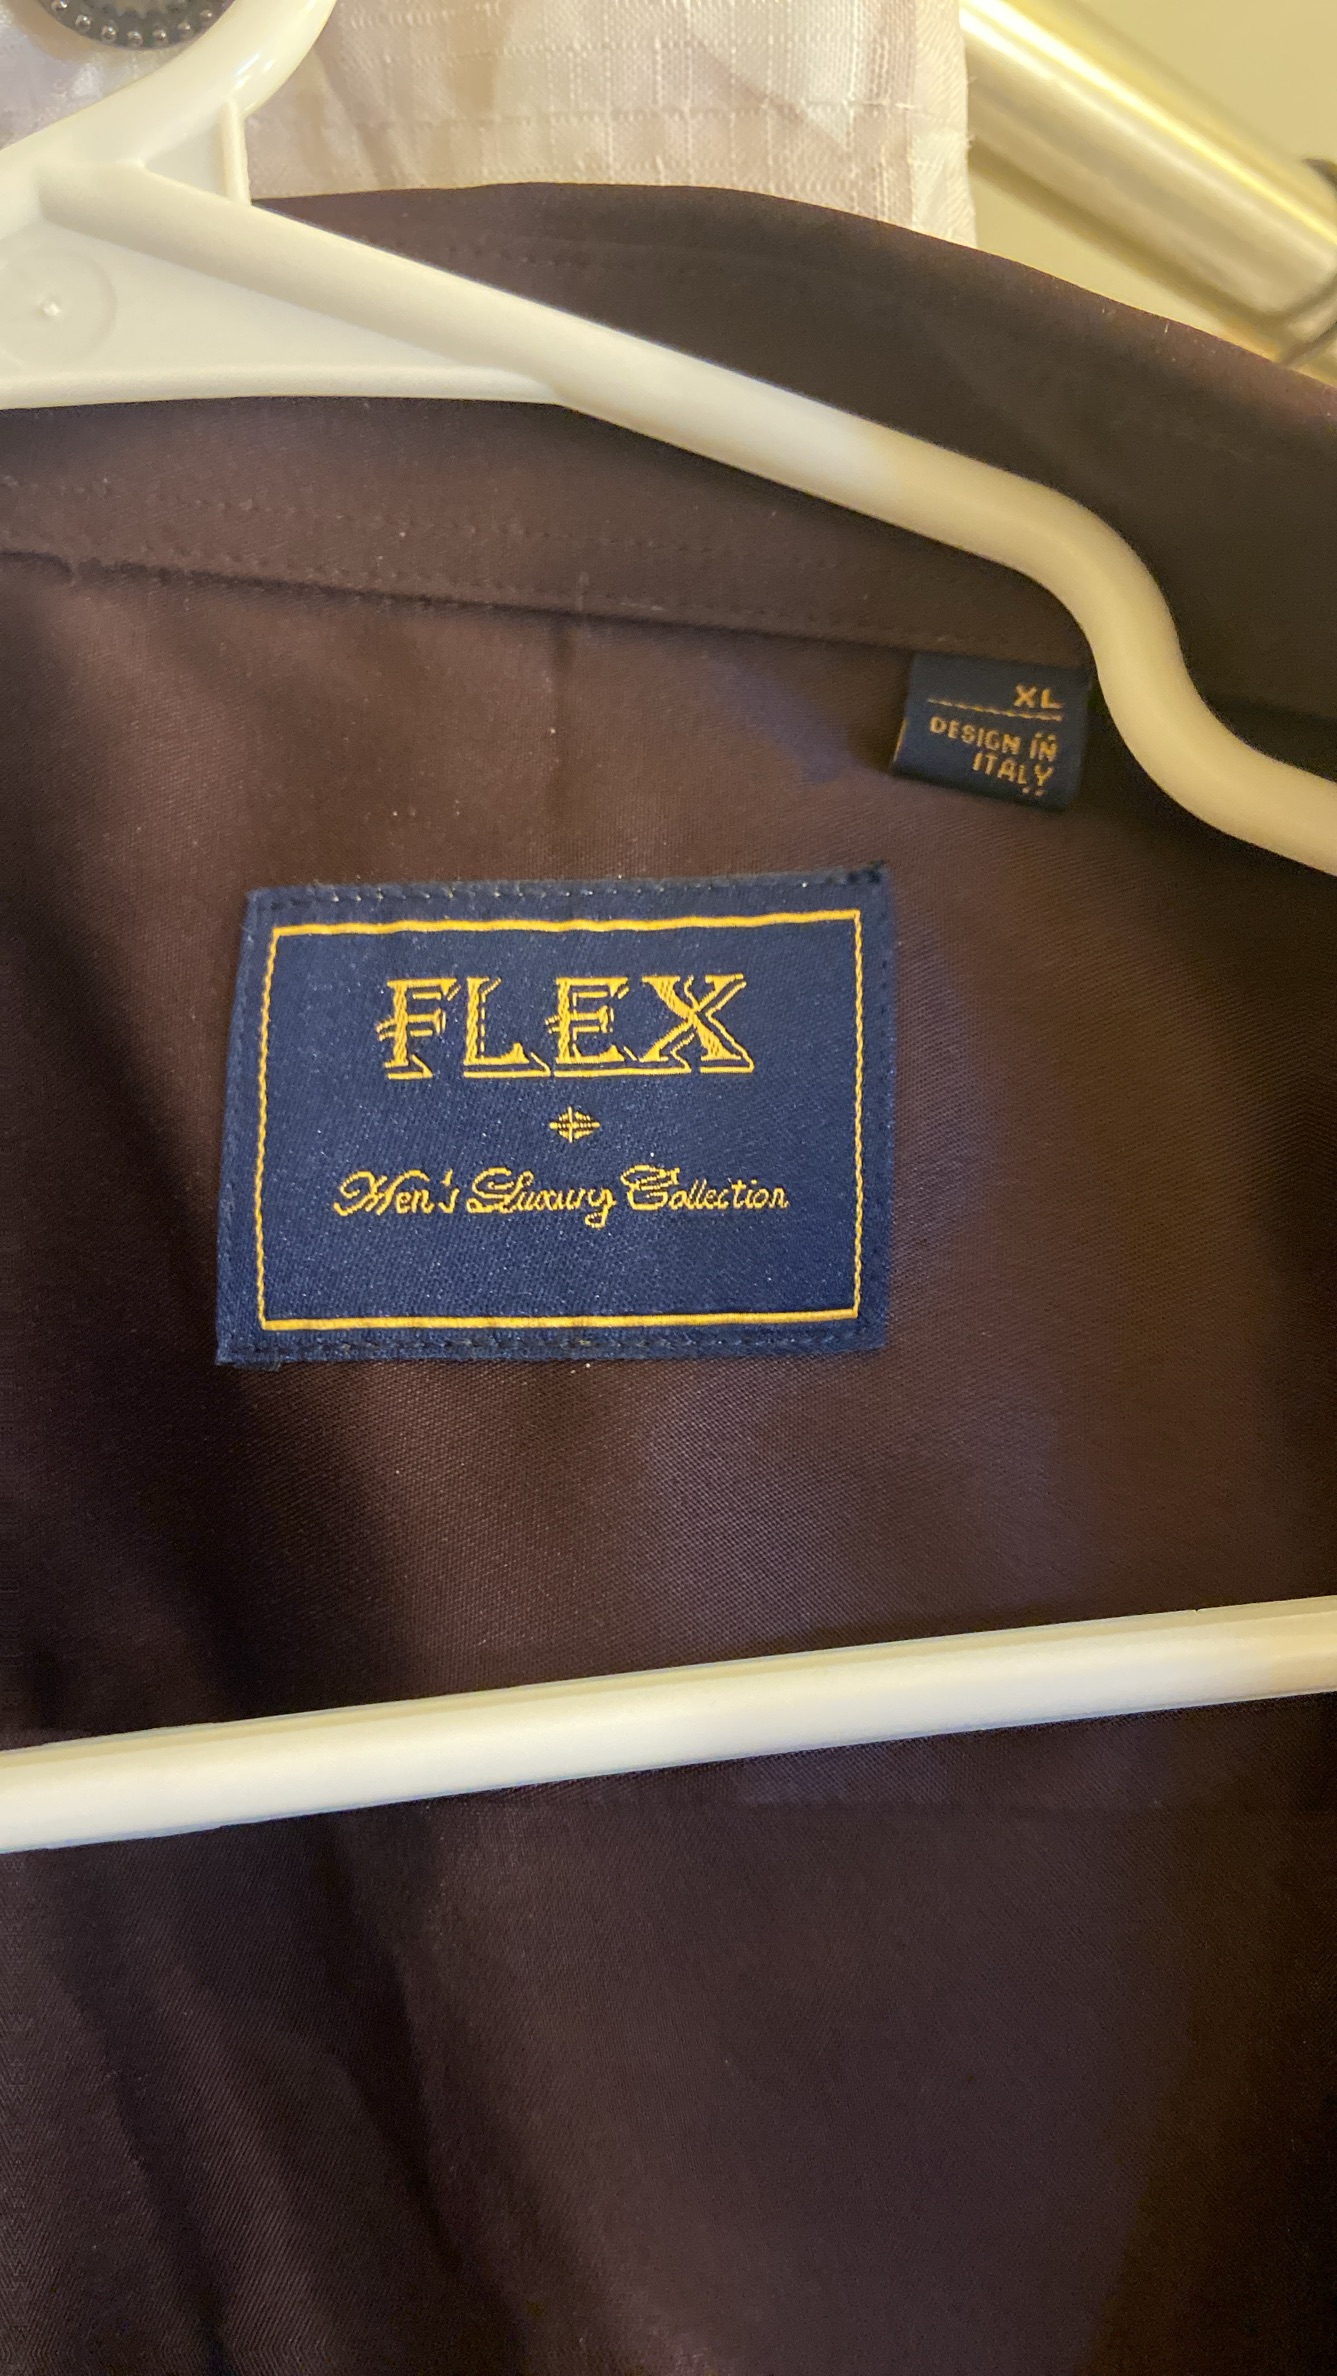 XL
DESIGN IN
ITALY
FLEX
Men's Luxury Collection